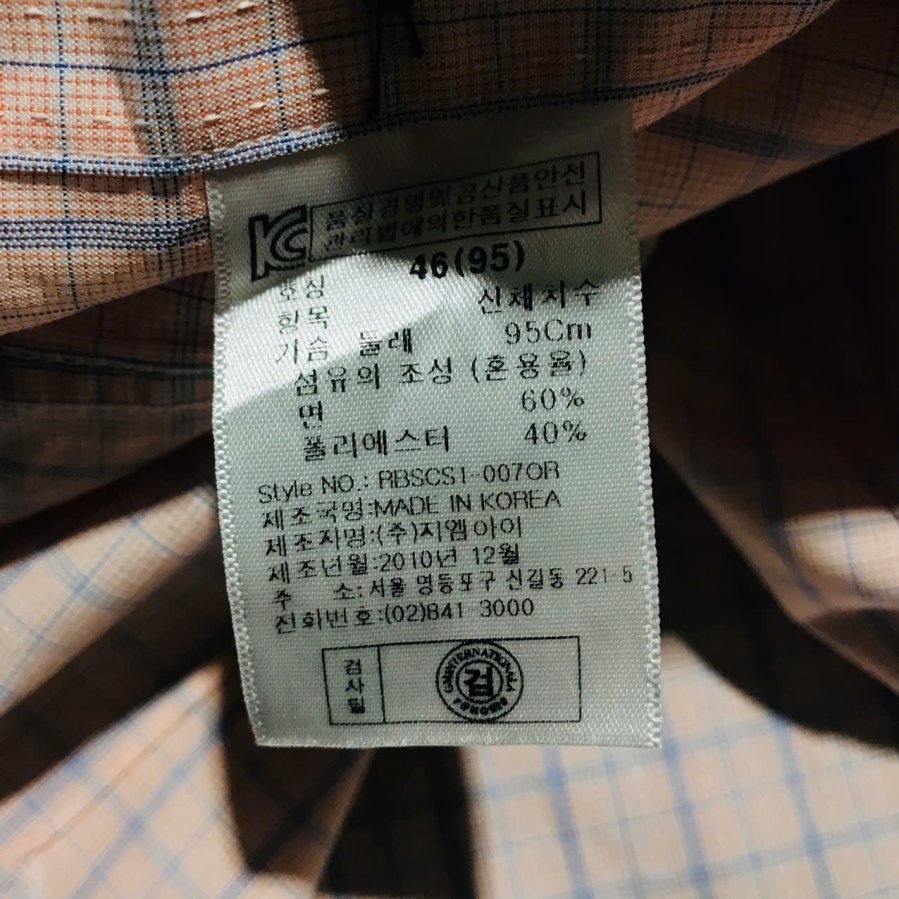 KC 품질경영및공산품안전
관리법에의한품질표시
46(95)
호칭
항목 신체치수
가슴 둘레 95Cm
섬유의 조성 (혼용율)
면 60%
폴리에스터 40%
Style NO.: RBSCS1-007OR
제조국명:MADE IN KOREA
제조자명:(주)지엠아이
제조년월:2010년 12월
주 소:서울 영등포구 신길동 221-5
전화번호:(02)841-3000
검사필
검